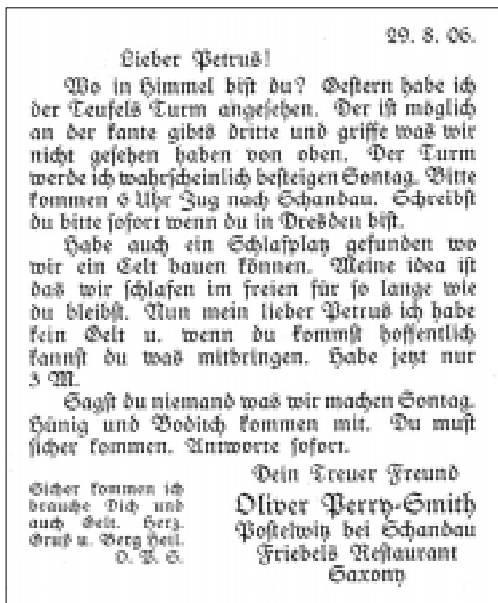 29. 8. 06.
Lieber Petrus!
Wo in Himmel bist du? Gestern habe ich
der Teufels Turm angesehen. Der ist möglich
an der kante gibts dritte und griffe was wir
nicht gesehen haben von oben. Der Turm
werde ich wahrscheinlich besteigen Sontag. Bitte
kommen 6 Uhr Zug nach Schandau. Schreibst
du bitte sofort wenn du in Dresden bist.
Habe auch ein Schlafplatz gefunden wo
wir ein Celt bauen können. Meine idea ist
das wir schlafen im freien für so lange wie
du bleibst. Nun mein lieber Petrus ich habe
kein Gelt u. wenn du kommst hoffentlich
kannst du was mitbringen. Habe jetzt nur
3 M.
Sagst du niemand was wir machen Sontag.
Hünig und Boditch kommen mit. Du must
sicher kommen. Antworte sofort.
Dein Treuer Freund
Oliver Perry-Smith
Postelwitz bei Schandau
Friebels Restaurant
Saxony
Sicher kommen ich
brauche Dich und
auch Gelt. Herz.
Gruß u. Berg Heil.
O. P. S.